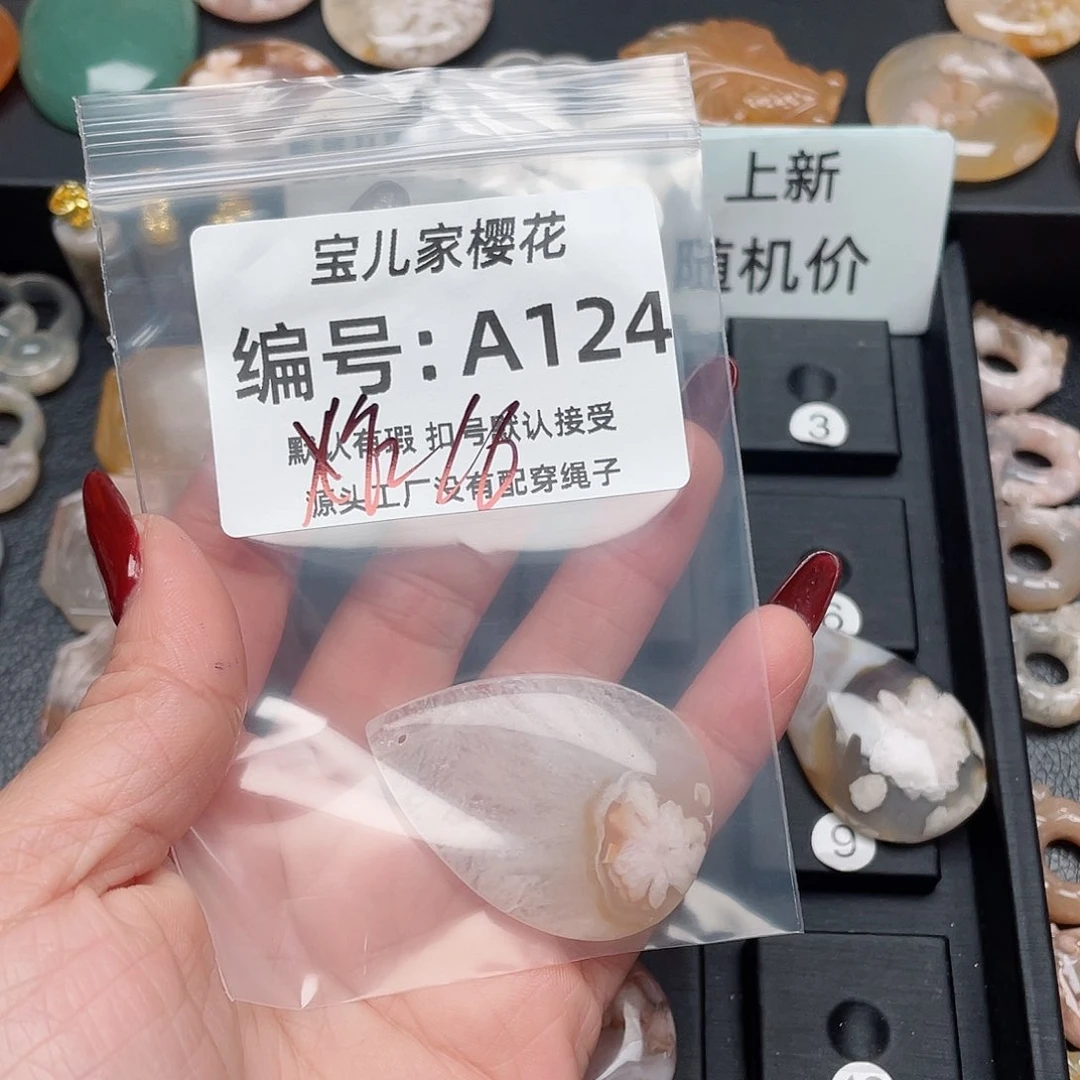 宝儿家樱花
编号：A124
默认有瑕 扣号默认接受
源头工厂没有配穿绳子
上新
随机价
3
6
9